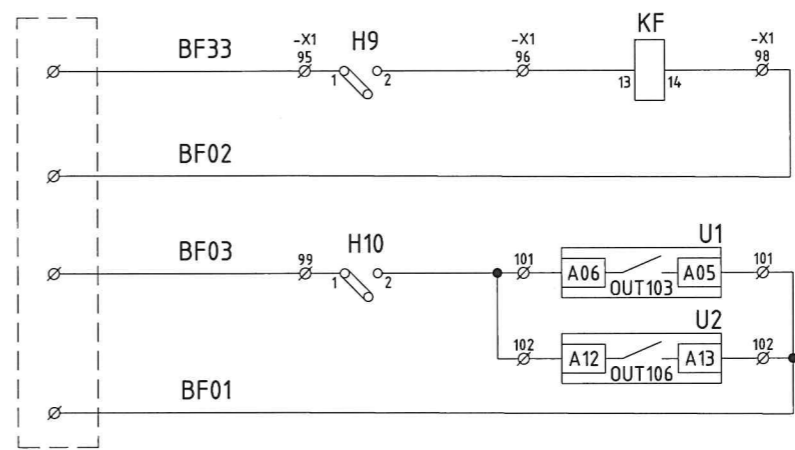 BF33
-X1
95
H9
1
2
-X1
96
KF
13
14
-X1
98
BF02
BF03
99
H10
1
2
101
U1
A06
A05
OUT103
101
102
U2
A12
A13
OUT106
102
BF01